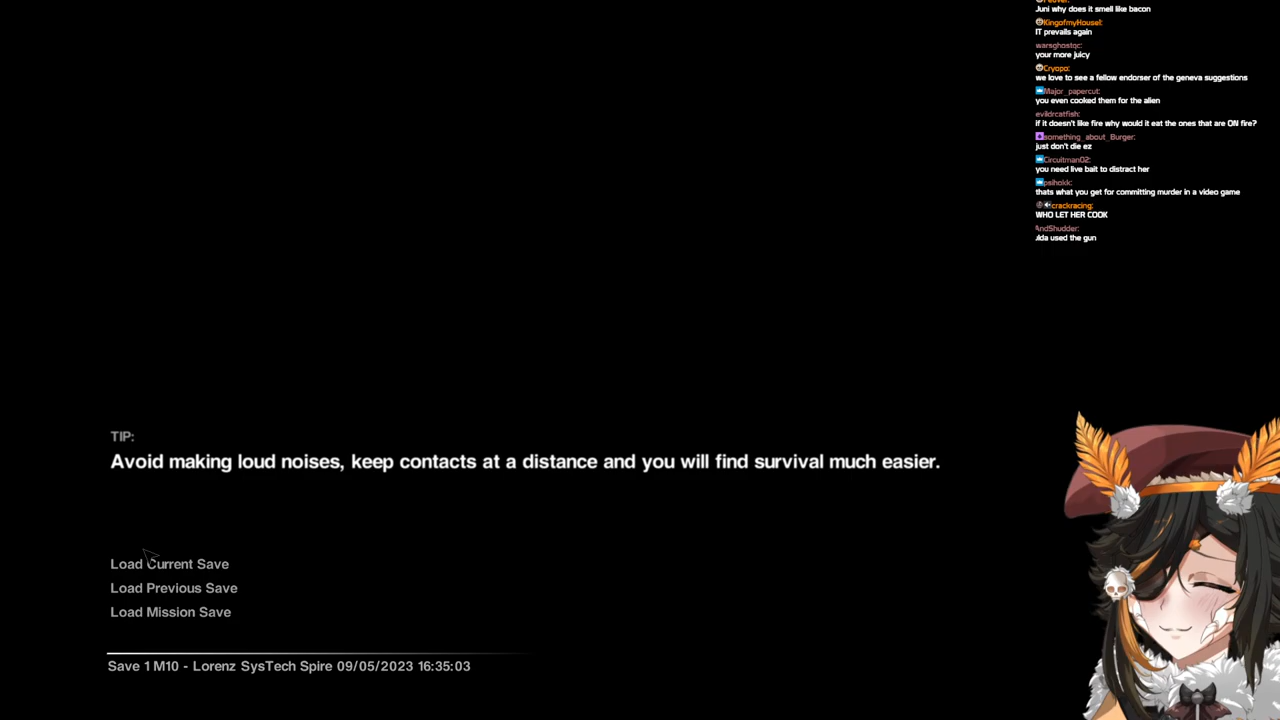 Juni why does it smell like bacon
KingofmyHouse1:
IT prevails again
warsghostqc:
your more juicy
Cryopo:
we love to see a fellow endorser of the geneva suggestions
Major_papercut:
you even cooked them for the alien
evildrcatfish:
if it doesn't like fire why would it eat the ones that are ON fire?
something_about_Burger:
just don't die ez
Circuitman02:
you need live bait to distract her
psihokk:
thats what you get for committing murder in a video game
crackracing:
WHO LET HER COOK
AndShudder:
used the gun
TIP:
Avoid making loud noises, keep contacts at a distance and you will find survival much easier.
Load Current Save
Load Previous Save
Load Mission Save
Save 1 M10 - Lorenz SysTech Spire 09/05/2023 16:35:03